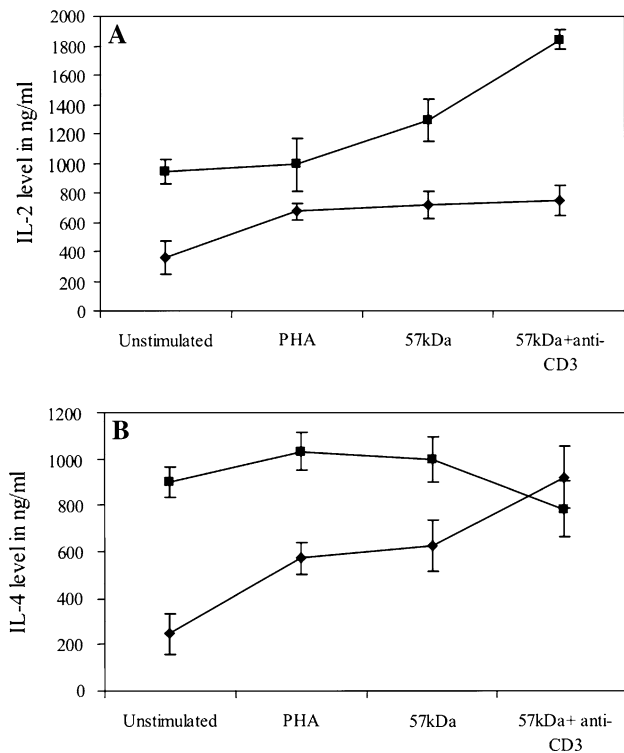 A
2000
1800
1600
1400
1200
1000
800
600
400
200
0
IL-2 level in ng/ml
Unstimulated PHA 57kDa 57kDa+anti-
CD3
B
1200
1000
800
600
400
200
0
IL-4 level in ng/ml
Unstimulated PHA 57kDa 57kDa+ anti-
CD3